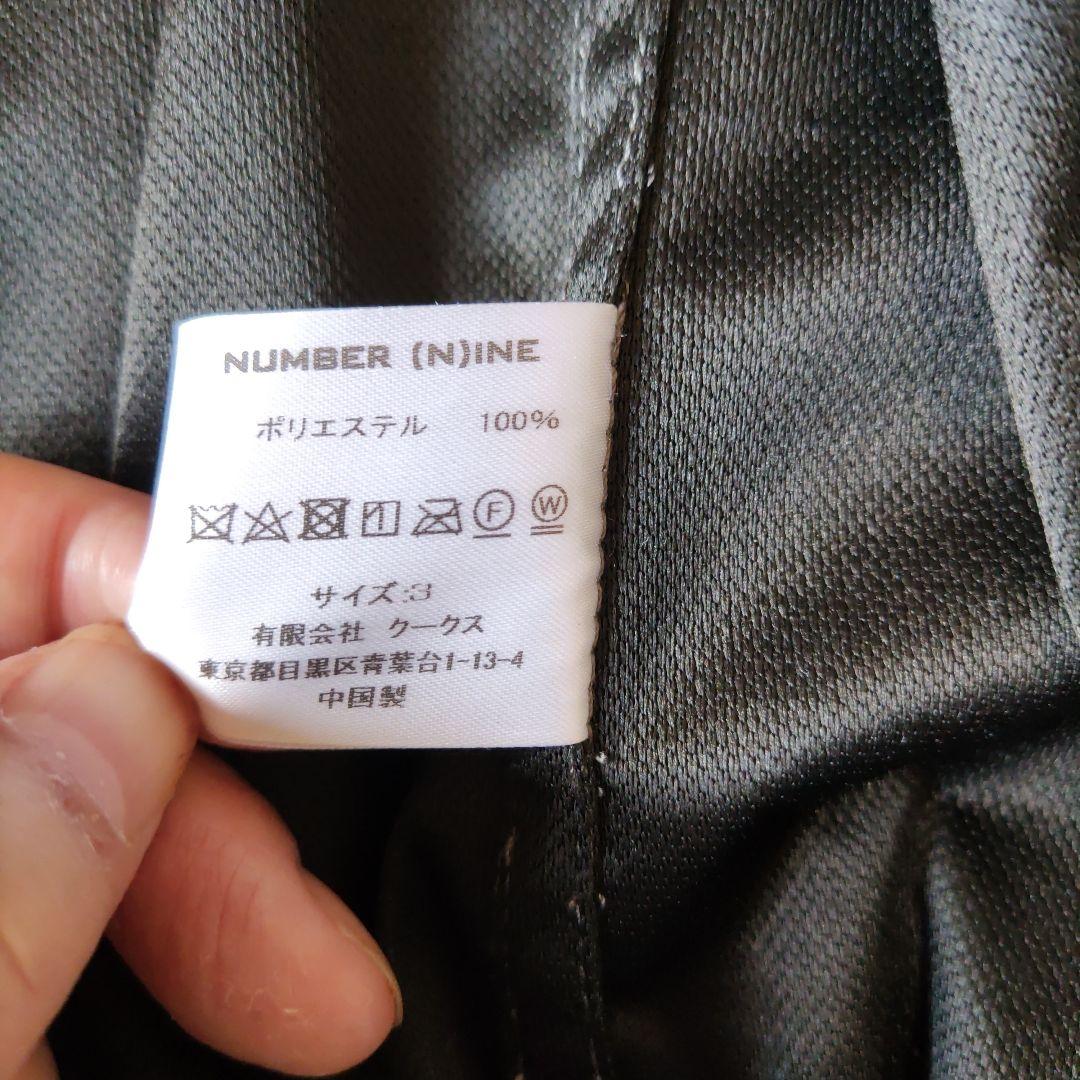 NUMBER (N)INE
ポリエステル 100%
F W
サイズ:3
有限会社 クークス
東京都目黒区青葉台1-13-4
中国製